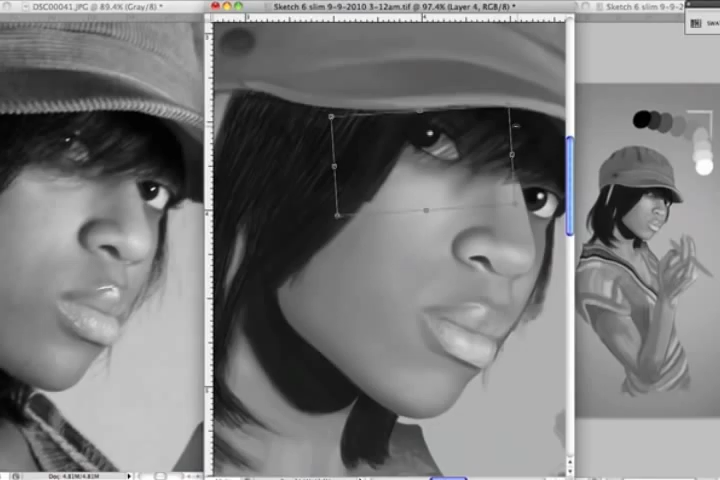 DSC00041.JPG @ 89.4% (Gray/8) *
Sketch 6 slim 9-9-2010 3-12am.tif @ 97.4% (Layer 4, RGB/8) *
Sketch 6 slim 9-9-2
SWA
Doc: 4.81M/4.81M